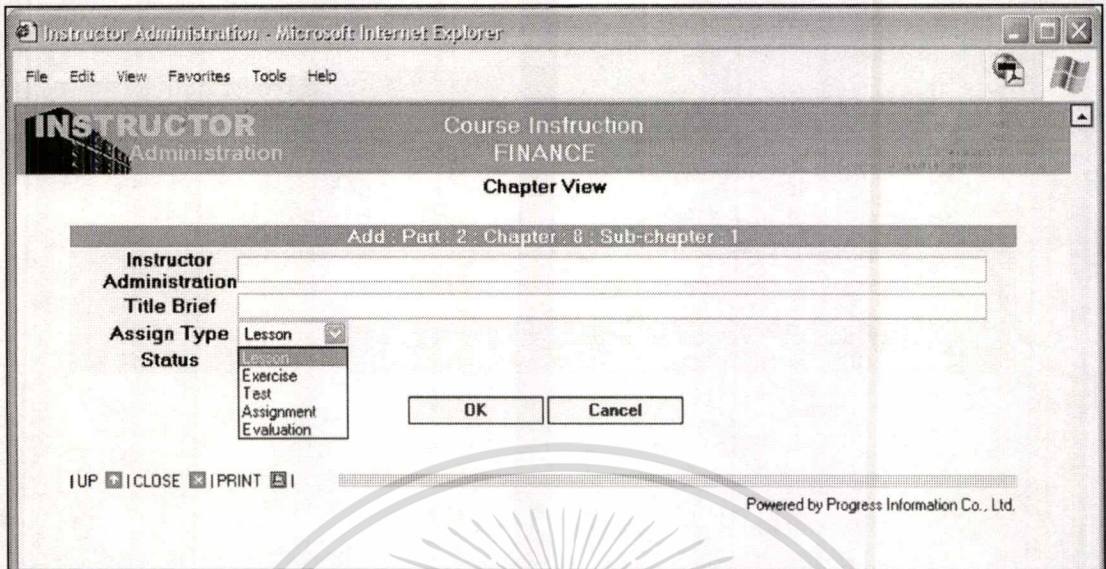 Instructor Administration - Microsoft Internet Explorer
File Edit View Favorites Tools Help
INSTRUCTOR
Administration
Course Instruction
FINANCE
Chapter View
Add : Part : 2 : Chapter : 8 : Sub-chapter : 1
Instructor
Administration
Title Brief
Assign Type Lesson
Status
Lesson
Exercise
Test
Assignment
Evaluation
OK Cancel
| UP | CLOSE | PRINT |
Powered by Progress Information Co., Ltd.